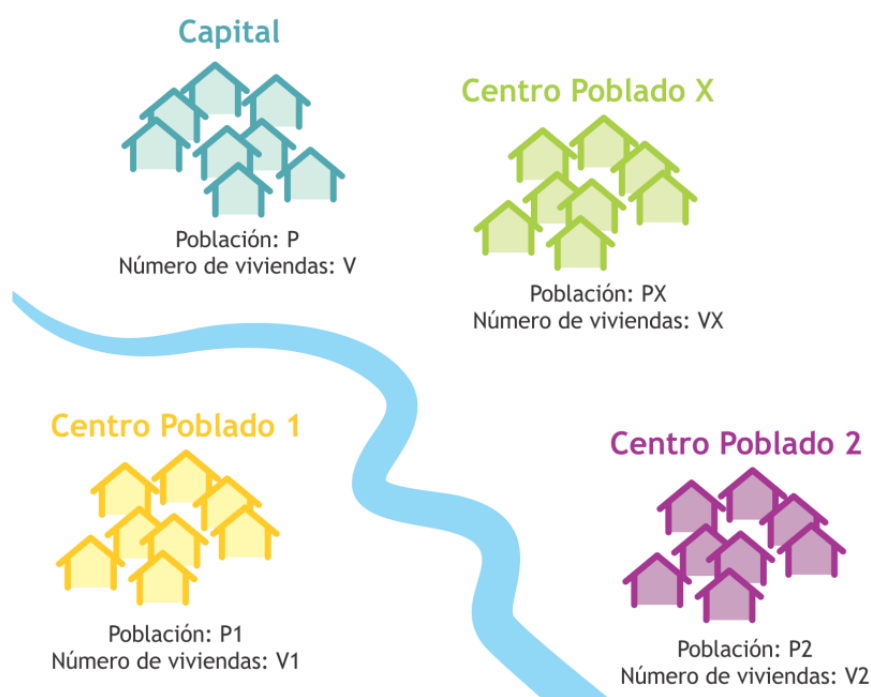 Capital
Población: P
Número de viviendas: V
Centro Poblado X
Población: PX
Número de viviendas: VX
Centro Poblado 1
Población: P1
Número de viviendas: V1
Centro Poblado 2
Población: P2
Número de viviendas: V2